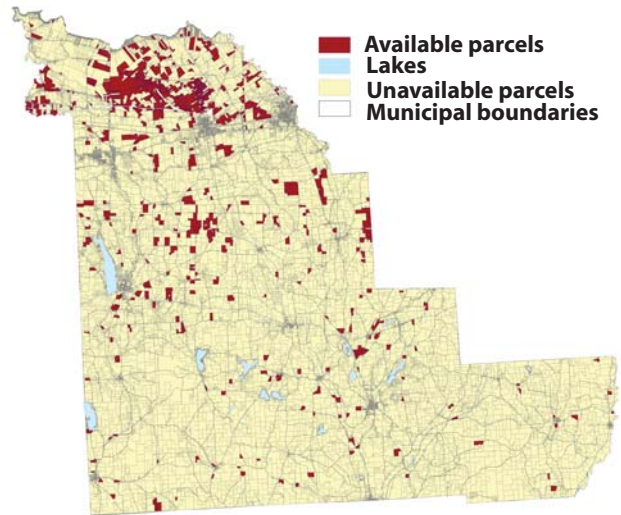 Available parcels
Lakes
Unavailable parcels
Municipal boundaries